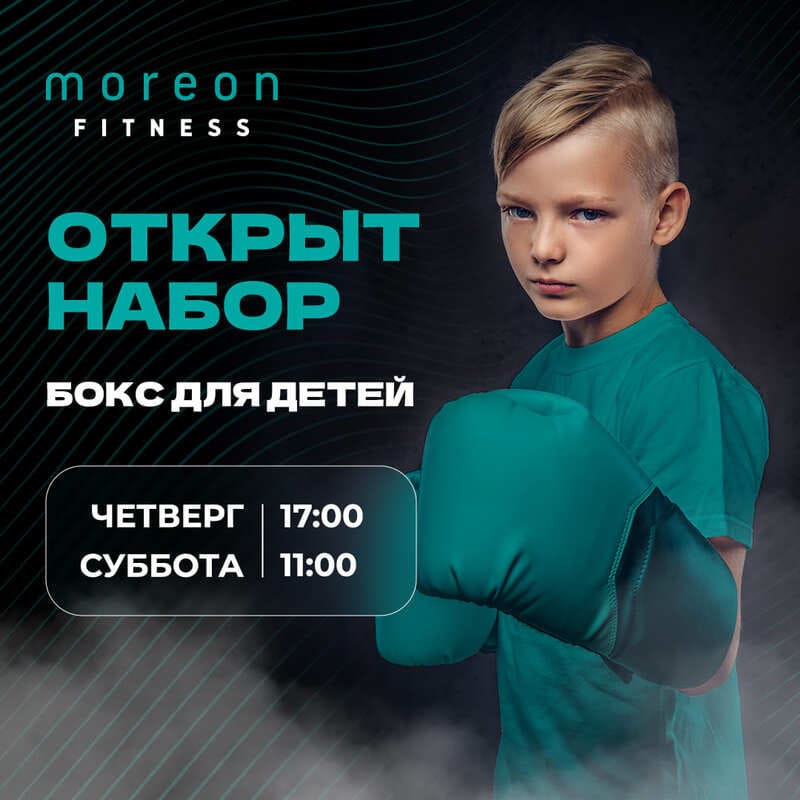 moreon
FITNESS
ОТКРЫТ
НАБОР
БОКС ДЛЯ ДЕТЕЙ
ЧЕТВЕРГ 17:00
СУББОТА 11:00